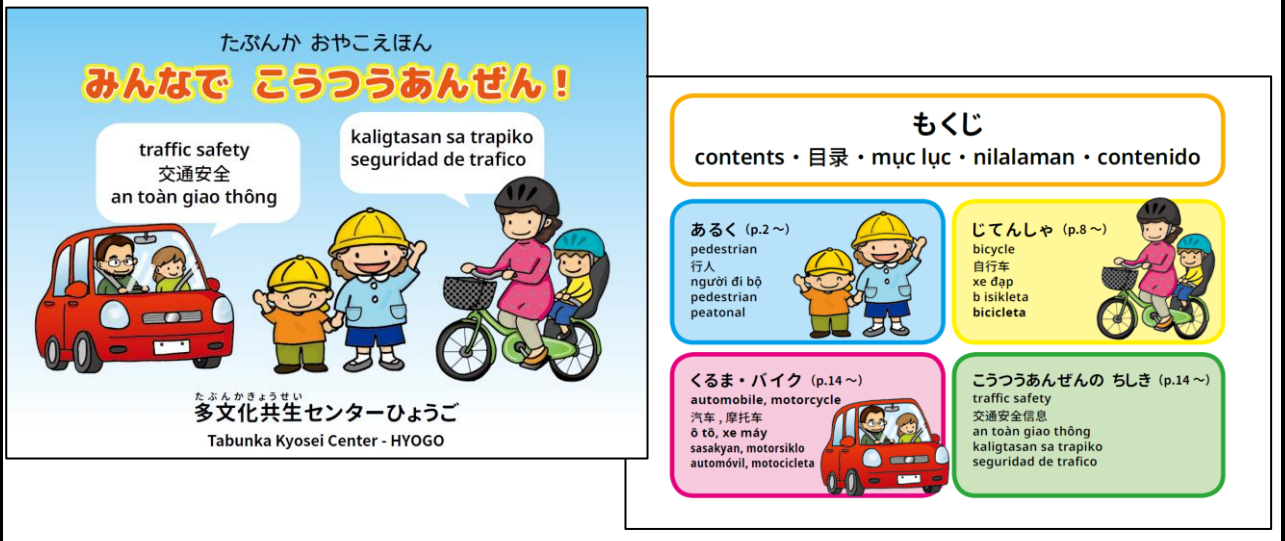 たぶんか おやこえほん
みんなで こうつうあんぜん！
traffic safety
交通安全
an toàn giao thông
kaligtasan sa trapiko
seguridad de trafico
たぶんかきょうせい
多文化共生センターひょうご
Tabunka Kyosei Center - HYOGO
もくじ
contents・目录・mục lục・nilalaman・contenido
あるく（p.2～）
pedestrian
行人
người đi bộ
pedestrian
peatonal
じてんしゃ（p.8～）
bicycle
自行车
xe đạp
b isikleta
bicicleta
くるま・バイク（p.14～）
automobile, motorcycle
汽车 , 摩托车
ô tô, xe máy
sasakyan, motorsiklo
automóvil, motocicleta
こうつうあんぜんの ちしき（p.14～）
traffic safety
交通安全信息
an toàn giao thông
kaligtasan sa trapiko
seguridad de trafico